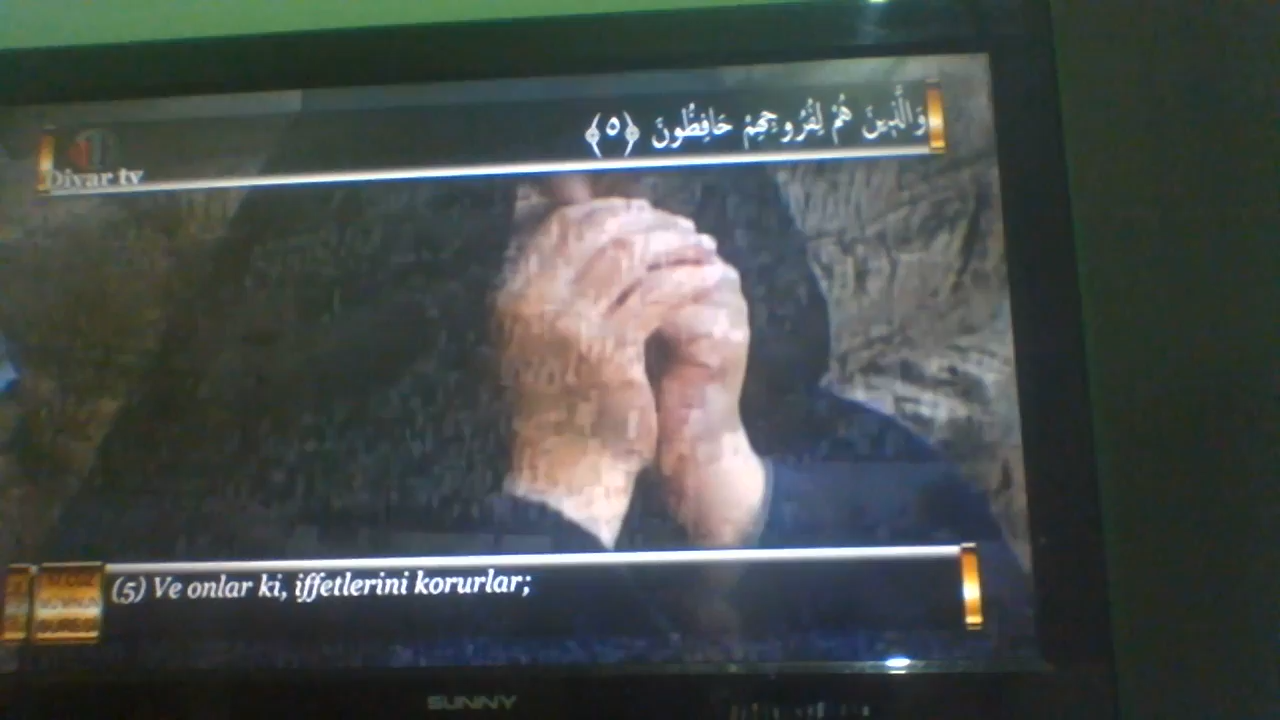 وَالَّذِينَ هُمْ لِفُرُوجِهِمْ حَافِظُونَ ﴿٥﴾
Divar tv
(5) Ve onlar ki, iffetlerini korurlar;
SUNNY